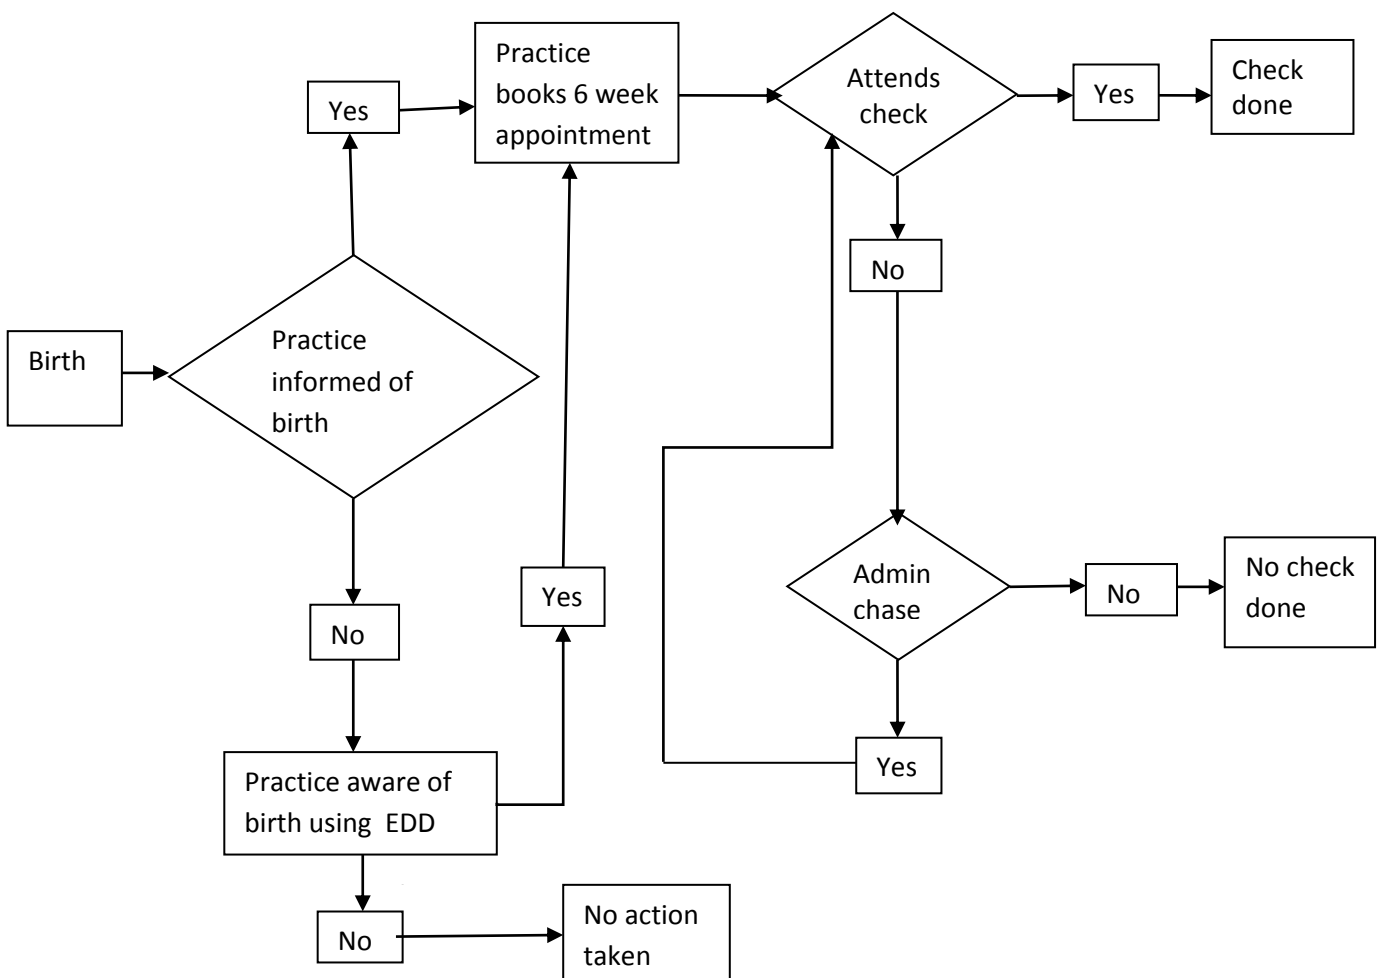 Practice
books 6 week
appointment
Attends
check
Yes
Check
done
Yes
No
Birth
Practice
informed of
birth
Admin
chase
No
No check
done
Yes
No
Yes
Practice aware of
birth using  EDD
No
No action
taken